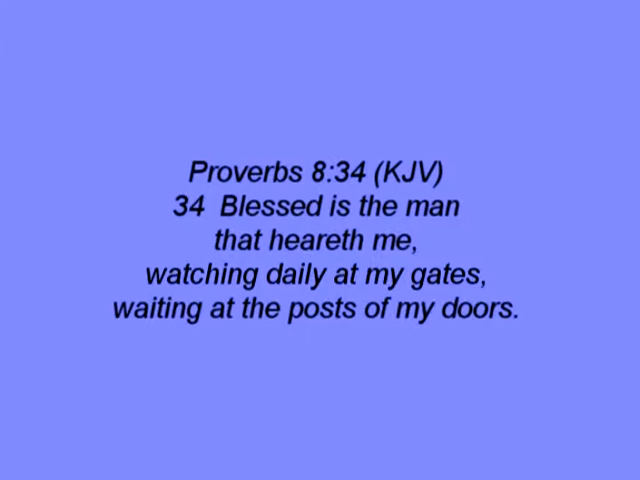 Proverbs 8:34 (KJV)
34  Blessed is the man
that heareth me,
watching daily at my gates,
waiting at the posts of my doors.